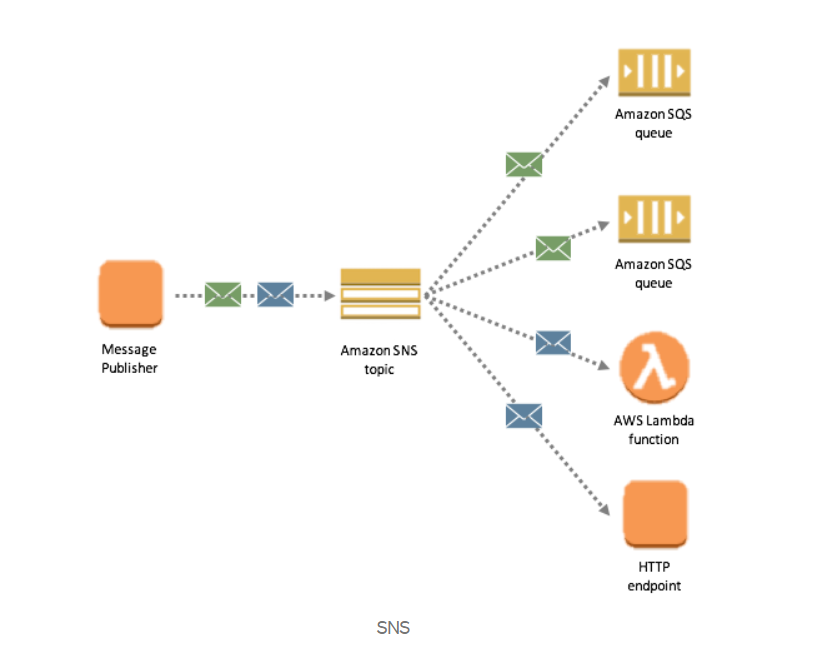 Amazon SQS
queue
Amazon SQS
queue
Message
Publisher
Amazon SNS
topic
AWS Lambda
function
HTTP
endpoint
SNS